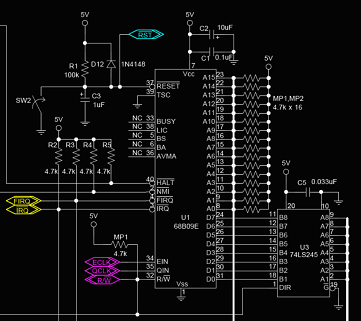 5V
5V
C2 10uF
RST
R1
100k
D12 1N4148
C1 0.1uF
5V
7
Vcc
C3
1uF
SW2
5V
37 RESET
39 TSC
NC 33 BUSY
NC 38 LIC
NC 5 BS
NC 6 BA
NC 36 AVMA
A15 23
A14 22
A13 21
A12 20
A11 19
A10 18
A9 17
A8 16
A7 15
A6 14
A5 13
A4 12
A3 11
A2 10
A1 9
A0 8
MP1,MP2
4.7k x 16
R2 R3 R4 R5
4.7k 4.7k
40 HALT
NMI
FIRQ
IRQ
FIRQ
IRQ
U1
68B09E
5V
MP1
4.7k
ECLK
QCLK
R/W
34 EIN
35 QIN
32 R/W
Vss
1
D7 24
D6 25
D5 26
D4 27
D3 28
D2 29
D1 30
D0 31
5V
C5 0.033uF
20 10
11 B8 A8 9
12 B7 A7 8
13 B6 A6 7
14 B5 A5 6
15 B4 A4 5
16 B3 A3 4
17 B2 A2 3
18 B1 A1 2
1 DIR G 19
U3
74LS245